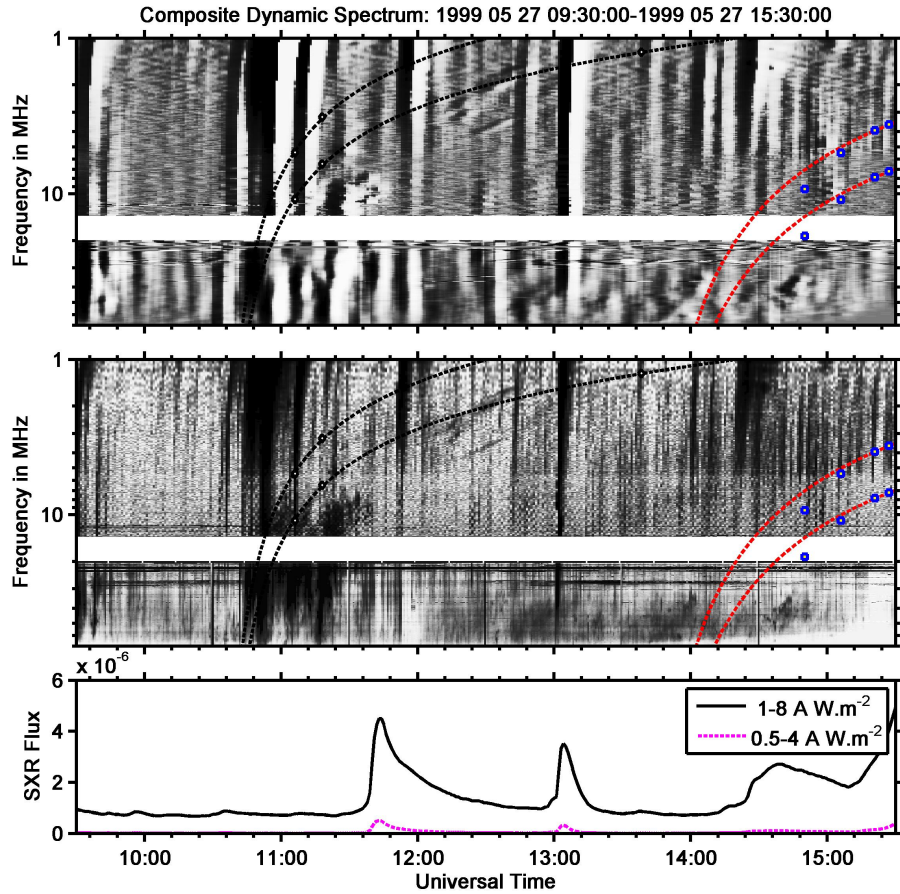 Composite Dynamic Spectrum: 1999 05 27 09:30:00-1999 05 27 15:30:00
1
10
Frequency in MHz
1
10
Frequency in MHz
x 10^-6
6
4
2
0
SXR Flux
1-8 A W.m^-2
0.5-4 A W.m^-2
10:00 11:00 12:00 13:00 14:00 15:00
Universal Time